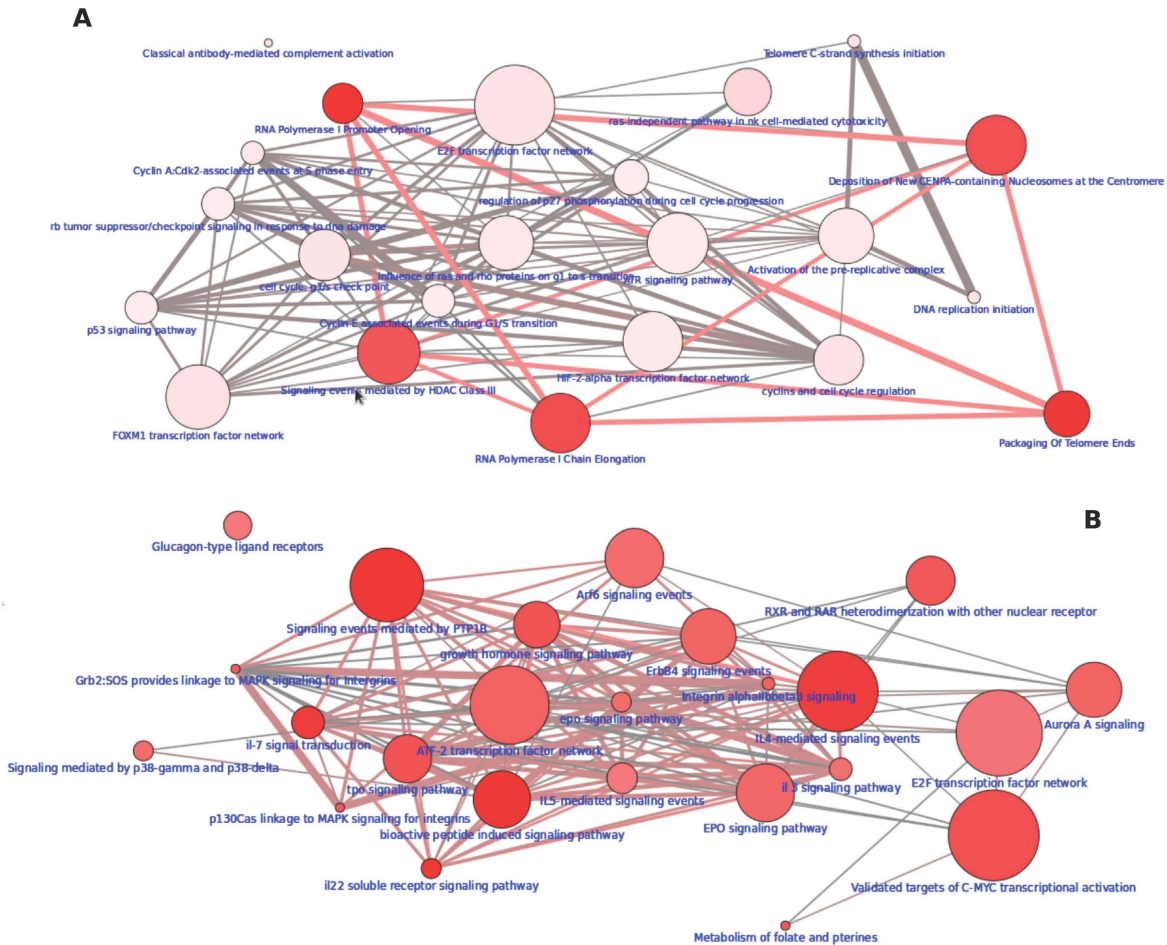 A
Classical antibody-mediated complement activation
Telomere C-strand synthesis initiation
RNA Polymerase I Promoter Opening
ras-independent pathway in nk cell-mediated cytotoxicity
E2F transcription factor network
Cyclin A:Cdk2-associated events at S phase entry
Deposition of New CENPA-containing Nucleosomes at the Centromere
regulation of p27 phosphorylation during cell cycle progression
rb tumor suppressor/checkpoint signaling in response to dna damage
Activation of the pre-replicative complex
influence of ras and rho proteins on g1 to s transition
ATR signaling pathway
cell cycle: g1/s check point
DNA replication initiation
Cyclin E associated events during G1/S transition
p53 signaling pathway
HIF-2-alpha transcription factor network
Signaling events mediated by HDAC Class III
cyclins and cell cycle regulation
FOXM1 transcription factor network
Packaging Of Telomere Ends
RNA Polymerase I Chain Elongation
B
Glucagon-type ligand receptors
Arf6 signaling events
RXR and RAR heterodimerization with other nuclear receptor
Signaling events mediated by PTP1B
growth hormone signaling pathway
ErbB4 signaling events
Grb2:SOS provides linkage to MAPK signaling for Intergrins
Integrin alphaIIbbeta3 signaling
epo signaling pathway
Aurora A signaling
IL4-mediated signaling events
il-7 signal transduction
ATF-2 transcription factor network
Signaling mediated by p38-gamma and p38-delta
E2F transcription factor network
tpo signaling pathway
il 3 signaling pathway
IL5-mediated signaling events
p130Cas linkage to MAPK signaling for integrins
EPO signaling pathway
bioactive peptide induced signaling pathway
il22 soluble receptor signaling pathway
Validated targets of C-MYC transcriptional activation
Metabolism of folate and pterines